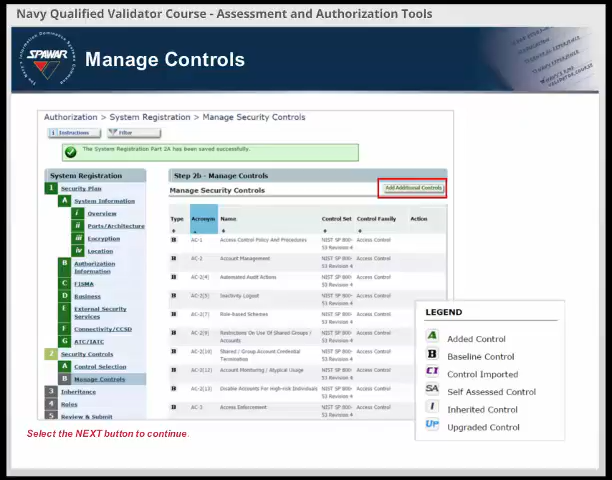 Navy Qualified Validator Course - Assessment and Authorization Tools
SPAWAR
Manage Controls
Authorization > System Registration > Manage Security Controls
Instructions
Filter
The System Registration Part 2A has been saved successfully.
System Registration
1 Security Plan
A System Information
i Overview
ii Ports/Architecture
iii Encryption
iv Location
B Authorization
Information
C FISMA
D Business
E External Security
Services
F Connectivity/CCSD
G ATC/IATC
2 Security Controls
A Control Selection
B Manage Controls
3 Inheritance
4 Roles
5 Review & Submit
Step 2b - Manage Controls
Manage Security Controls
Add Additional Controls
Type Acronym Name Control Set Control Family Action
B AC-1 Access Control Policy And Procedures NIST SP 800-
53 Revision 4 Access Control
B AC-2 Account Management NIST SP 800-
53 Revision 4 Access Control
B AC-2(4) Automated Audit Actions NIST SP 800-
53 Revision 4 Access Control
B AC-2(5) Inactivity Logout NIST SP 800-
53 Revision 4 Access Control
B AC-2(7) Role-based Schemes NIST SP 800-
53 Revision 4 Access Control
B AC-2(9) Restrictions On Use Of Shared Groups /
Accounts NIST SP 800-
53 Revision 4 Access Control
B AC-2(10) Shared / Group Account Credential
Termination NIST SP 800-
53 Revision 4 Access Control
B AC-2(12) Account Monitoring / Atypical Usage NIST SP 800-
53 Revision 4 Access Control
B AC-2(13) Disable Accounts For High-risk Individuals NIST SP 800-
53 Revision 4 Access Control
B AC-3 Access Enforcement NIST SP 800-
53 Revision 4 Access Control
LEGEND
A Added Control
B Baseline Control
CI Control Imported
SA Self Assessed Control
I Inherited Control
UP Upgraded Control
Select the NEXT button to continue.